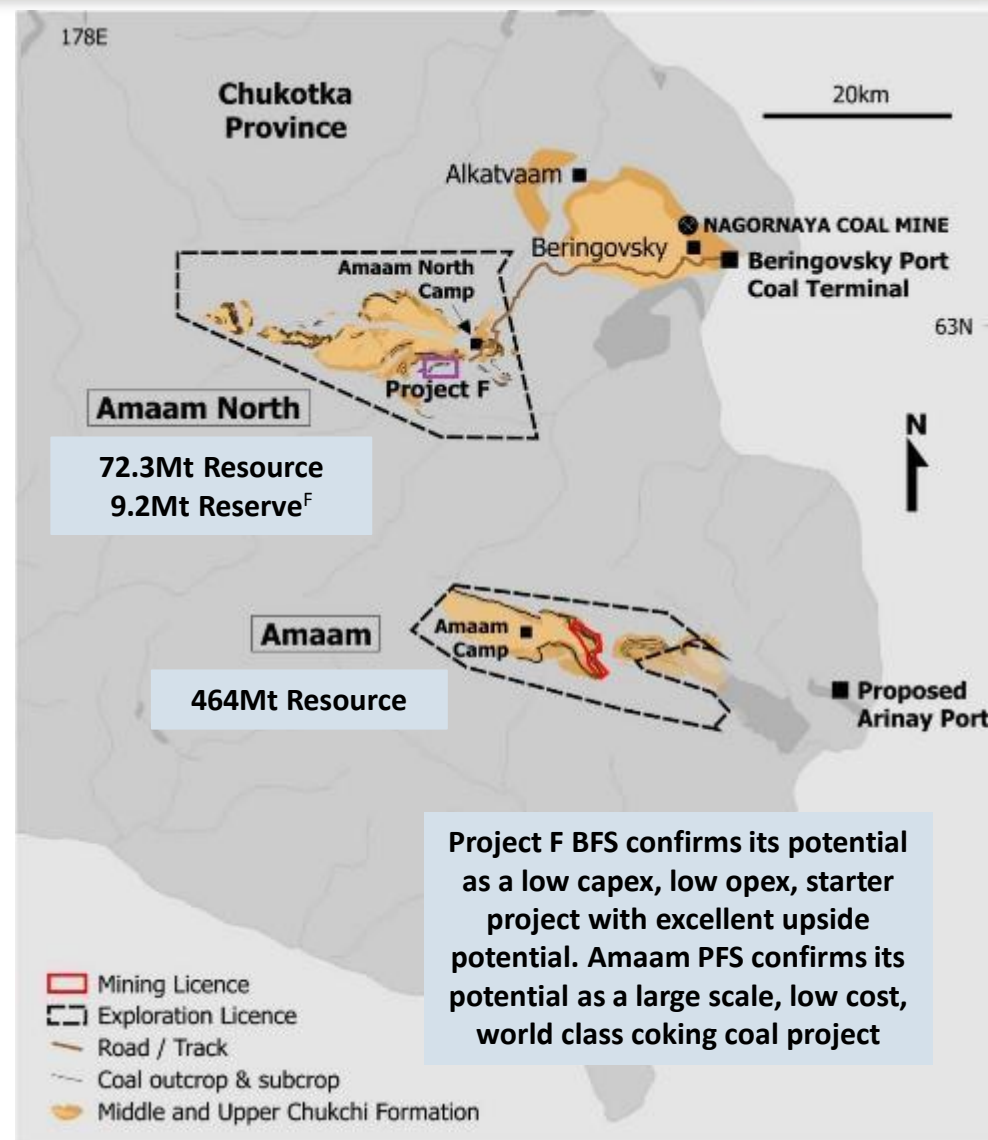 178E
Chukotka
Province
20km
Alkatvaam
NAGORNAYA COAL MINE
Beringovsky
Beringovsky Port
Coal Terminal
Amaam North
Camp
63N
Project F
Amaam North
N
72.3Mt Resource
9.2Mt Reserveᶠ
Amaam
Amaam
Camp
464Mt Resource
Proposed
Arinay Port
Project F BFS confirms its potential
as a low capex, low opex, starter
project with excellent upside
potential. Amaam PFS confirms its
potential as a large scale, low cost,
world class coking coal project
Mining Licence
Exploration Licence
Road / Track
Coal outcrop & subcrop
Middle and Upper Chukchi Formation